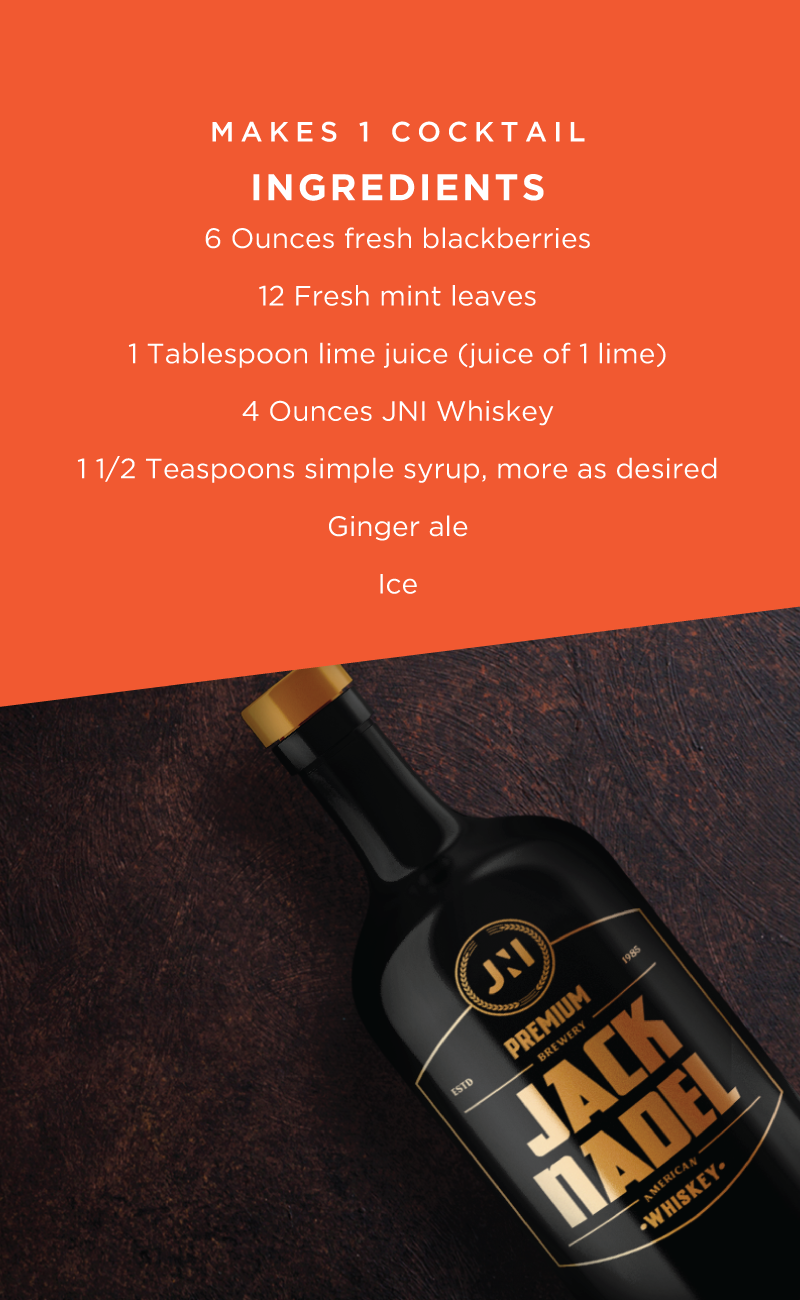 MAKES 1 COCKTAIL
INGREDIENTS
6 Ounces fresh blackberries
12 Fresh mint leaves
1 Tablespoon lime juice (juice of 1 lime)
4 Ounces JNI Whiskey
1 1/2 Teaspoons simple syrup, more as desired
Ginger ale
Ice
JNI
PREMIUM
BREWERY
ESTD
1985
JACK
NADEL
AMERICAN
•WHISKEY•